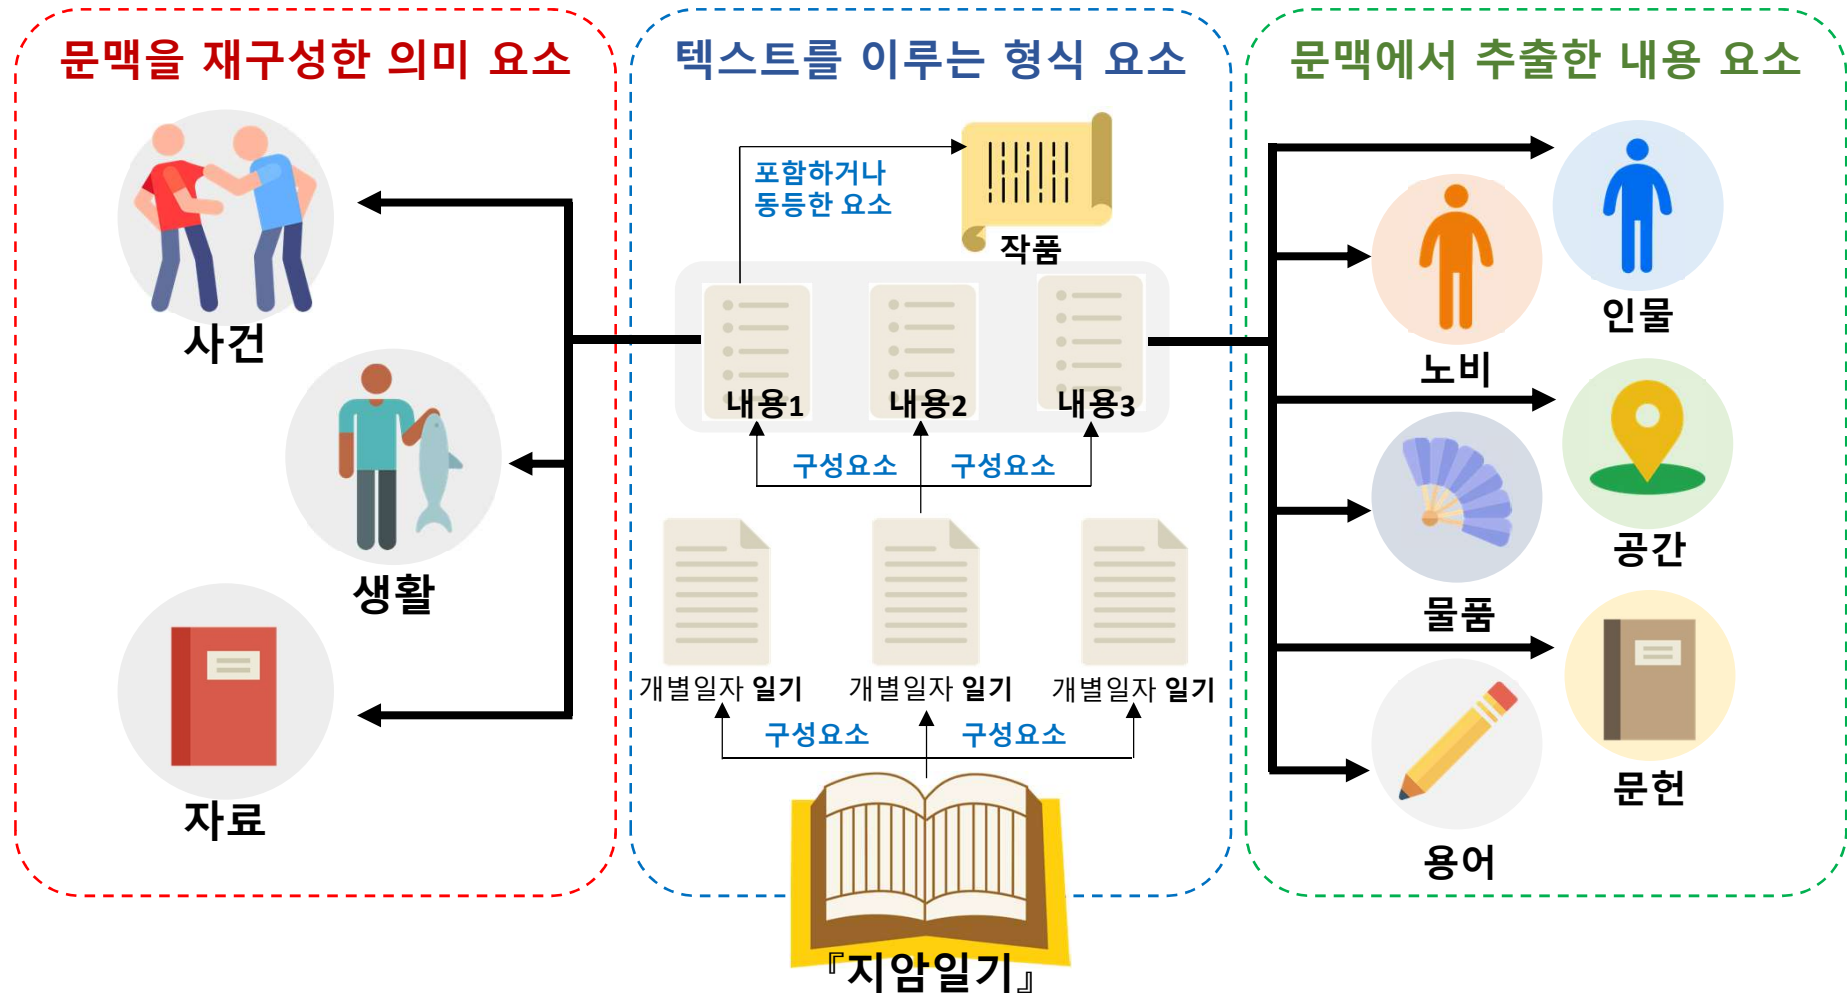 문맥을 재구성한 의미 요소
사건
생활
자료
텍스트를 이루는 형식 요소
포함하거나
동등한 요소
작품
내용1
내용2
내용3
구성요소
구성요소
개별일자 일기
개별일자 일기
개별일자 일기
구성요소
구성요소
『지암일기』
문맥에서 추출한 내용 요소
인물
노비
공간
물품
문헌
용어